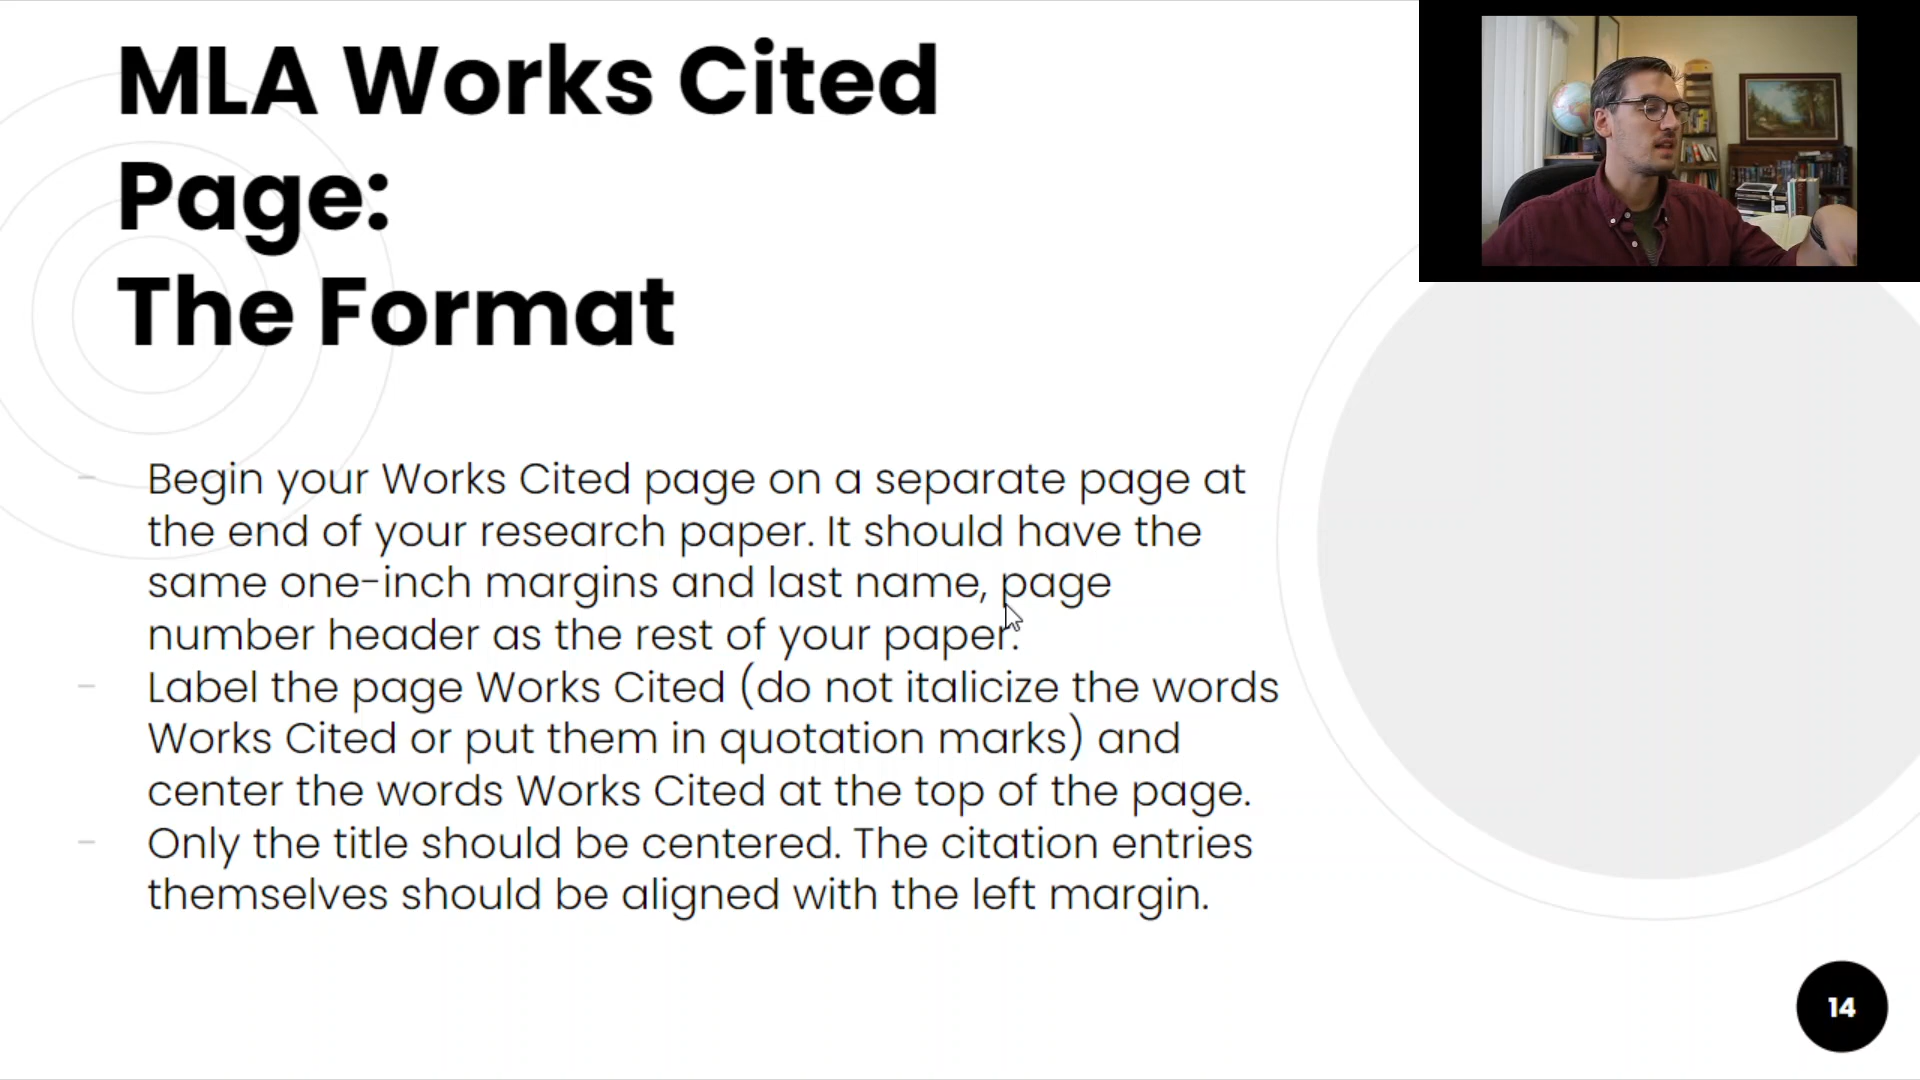 MLA Works Cited
Page:
The Format
- Begin your Works Cited page on a separate page at
the end of your research paper. It should have the
same one-inch margins and last name, page
number header as the rest of your paper.
- Label the page Works Cited (do not italicize the words
Works Cited or put them in quotation marks) and
center the words Works Cited at the top of the page.
- Only the title should be centered. The citation entries
themselves should be aligned with the left margin.
14